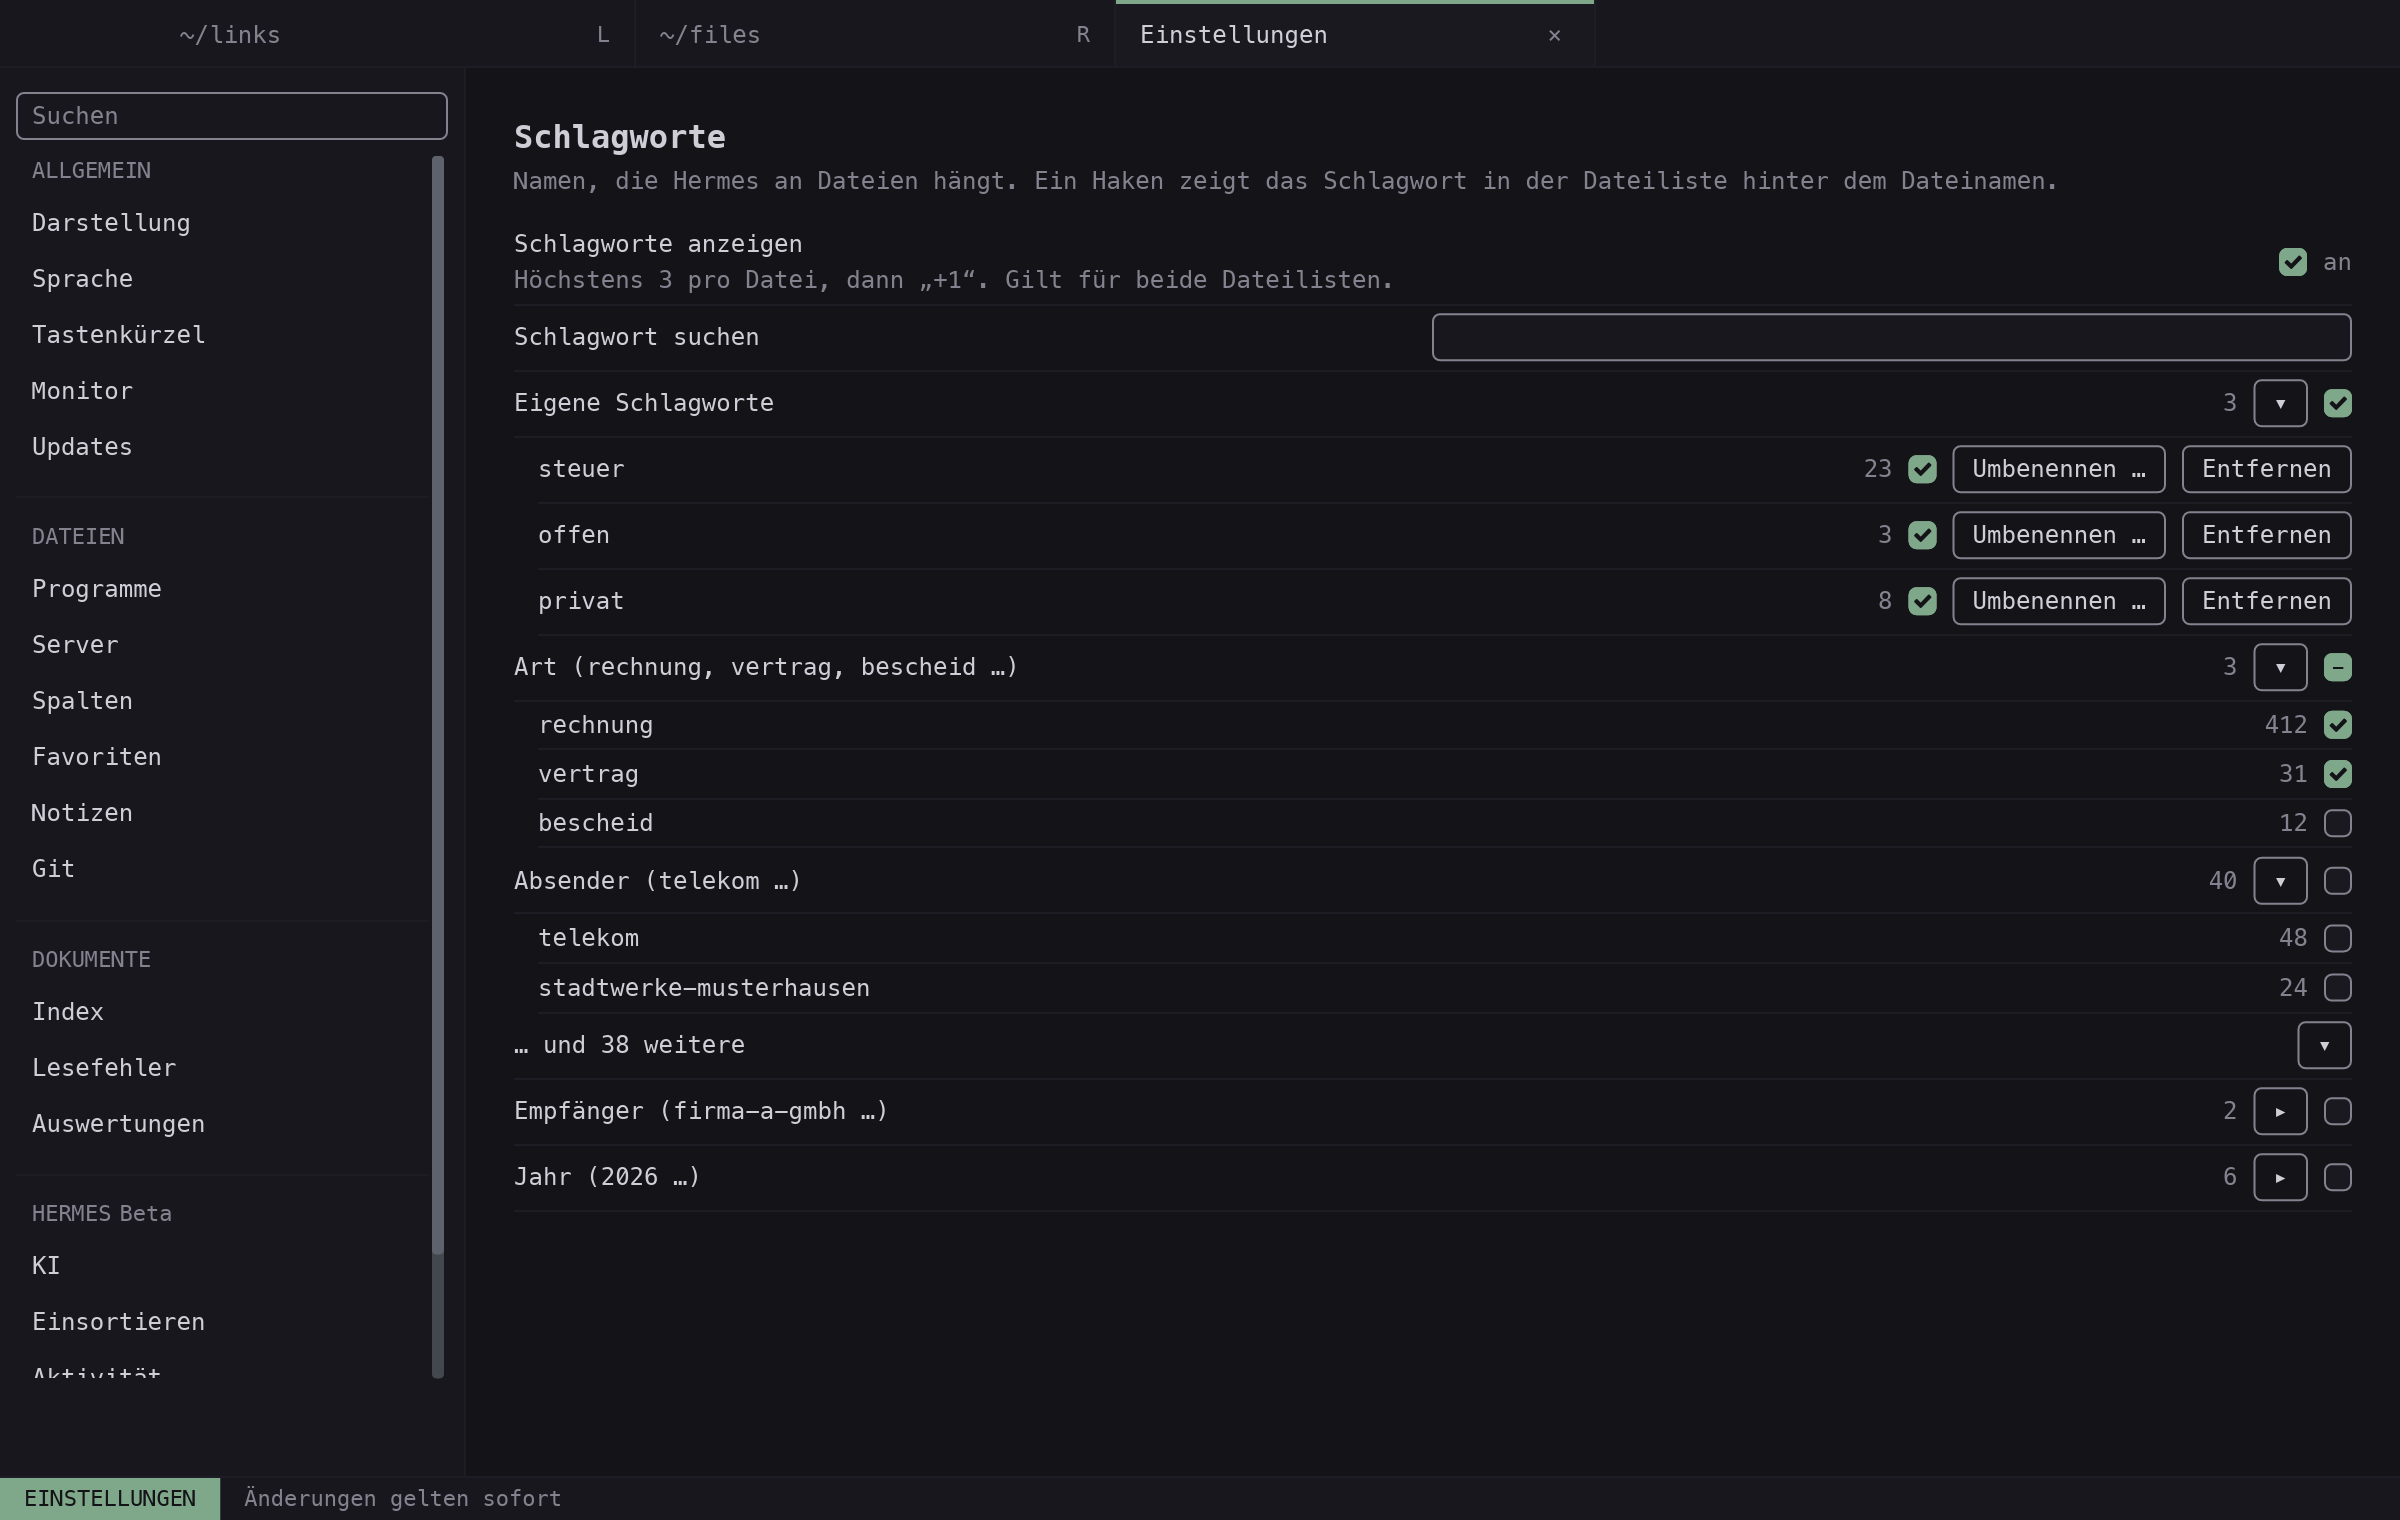 ~/links L ~/files R Einstellungen ×
Suchen
ALLGEMEIN
Darstellung
Sprache
Tastenkürzel
Monitor
Updates
DATEIEN
Programme
Server
Spalten
Favoriten
Notizen
Git
DOKUMENTE
Index
Lesefehler
Auswertungen
HERMES Beta
KI
Einsortieren
Aktivität
Schlagworte
Namen, die Hermes an Dateien hängt. Ein Haken zeigt das Schlagwort in der Dateiliste hinter dem Dateinamen.
Schlagworte anzeigen
Höchstens 3 pro Datei, dann „+1“. Gilt für beide Dateilisten.
an
Schlagwort suchen
Eigene Schlagworte 3 ▾
steuer 23 Umbenennen … Entfernen
offen 3 Umbenennen … Entfernen
privat 8 Umbenennen … Entfernen
Art (rechnung, vertrag, bescheid …) 3 ▾
rechnung 412
vertrag 31
bescheid 12
Absender (telekom …) 40 ▾
telekom 48
stadtwerke-musterhausen 24
… und 38 weitere ▾
Empfänger (firma-a-gmbh …) 2 ▸
Jahr (2026 …) 6 ▸
EINSTELLUNGEN Änderungen gelten sofort